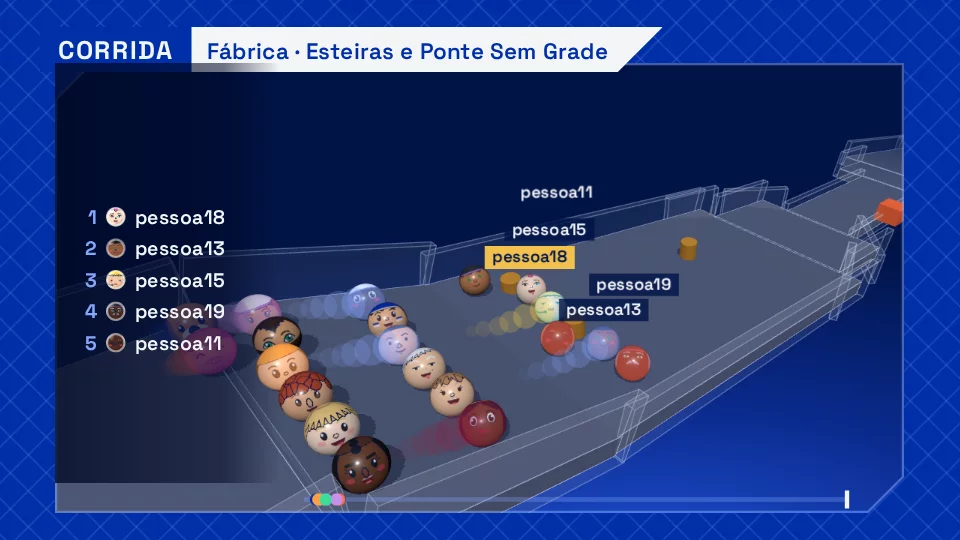 CORRIDA
Fábrica · Esteiras e Ponte Sem Grade
1 pessoa18
2 pessoa13
3 pessoa15
4 pessoa19
5 pessoa11
pessoa11
pessoa15
pessoa18
pessoa19
pessoa13